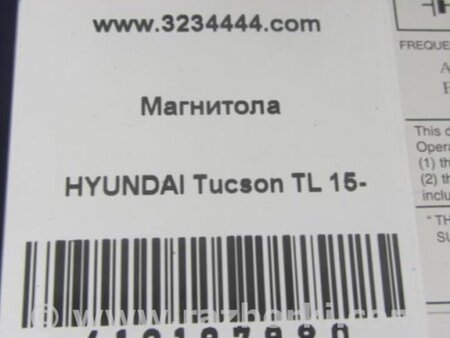 www.3234444.com
Магнитола
HYUNDAI Tucson TL 15-
FREQUE
A
F
This d
Opera
(1) th
(2) th
inclu
* TH
SU
www.razborki.com